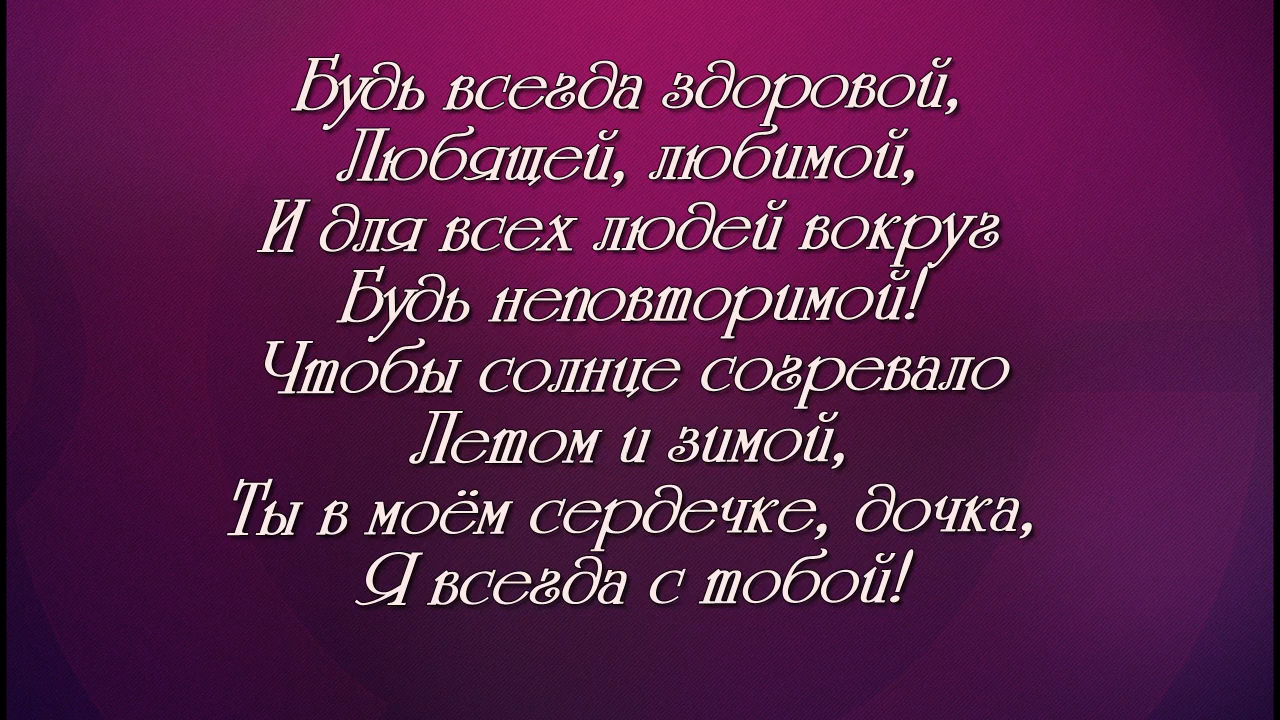 Будь всегда здоровой,
Любящей, любимой,
И для всех людей вокруг
Будь неповторимой!
Чтобы солнце согревало
Летом и зимой,
Ты в моём сердечке, дочка,
Я всегда с тобой!